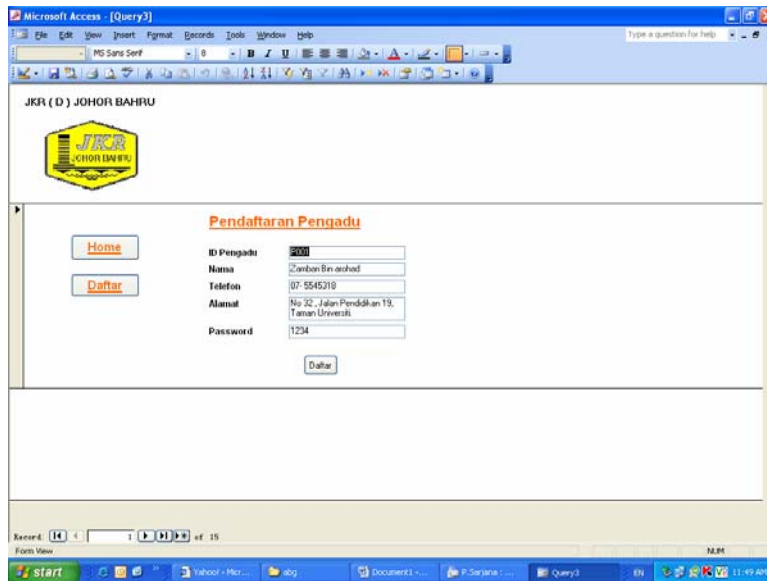 Microsoft Access - [Query3]
File Edit View Insert Format Records Tools Window Help
Type a question for help
MS Sans Serif 8 B I U
JKR ( D ) JOHOR BAHRU
JKR
JOHOR BAHRU
Pendaftaran Pengadu
Home
Daftar
ID Pengadu P001
Nama Zambari Bin arohad
Telefon 07- 5545318
Alamat No 32 , Jalan Pendidikan 19,
Taman Universiti
Password 1234
Daftar
Record: 1 of 15
Form View NUM
start Yahoo! - Micr... abg Document1 -... P.Sarjana : ... Query3 EN 11:49 AM